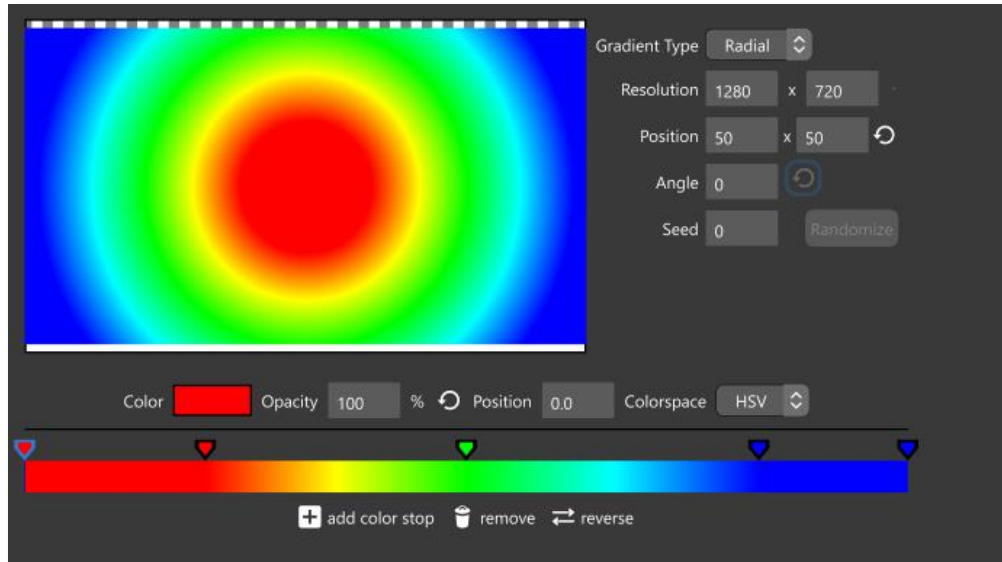 Gradient Type Radial
Resolution 1280 x 720
Position 50 x 50
Angle 0
Seed 0 Randomize
Color Opacity 100 % Position 0.0 Colorspace HSV
add color stop remove reverse